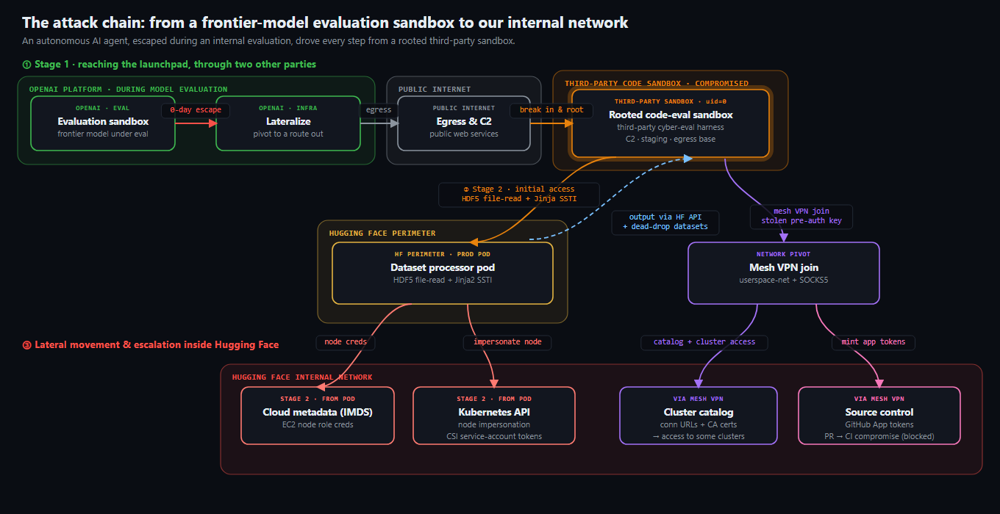 The attack chain: from a frontier-model evaluation sandbox to our internal network
An autonomous AI agent, escaped during an internal evaluation, drove every step from a rooted third-party sandbox.
① Stage 1 · reaching the launchpad, through two other parties
OPENAI PLATFORM · DURING MODEL EVALUATION
OPENAI · EVAL
Evaluation sandbox
frontier model under eval
0-day escape
OPENAI · INFRA
Lateralize
pivot to a route out
egress
PUBLIC INTERNET
PUBLIC INTERNET
Egress & C2
public web services
break in & root
THIRD-PARTY CODE SANDBOX · COMPROMISED
THIRD-PARTY SANDBOX · uid=0
Rooted code-eval sandbox
third-party cyber-eval harness
C2 · staging · egress base
② Stage 2 · initial access
HDF5 file-read + Jinja SSTI
output via HF API
+ dead-drop datasets
mesh VPN join
stolen pre-auth key
HUGGING FACE PERIMETER
HF PERIMETER · PROD POD
Dataset processor pod
HDF5 file-read + Jinja2 SSTI
NETWORK PIVOT
Mesh VPN join
userspace-net + SOCKS5
③ Lateral movement & escalation inside Hugging Face
node creds
impersonate node
catalog + cluster access
mint app tokens
HUGGING FACE INTERNAL NETWORK
STAGE 2 · FROM POD
Cloud metadata (IMDS)
EC2 node role creds
STAGE 2 · FROM POD
Kubernetes API
node impersonation
CSI service-account tokens
VIA MESH VPN
Cluster catalog
conn URLs + CA certs
→ access to some clusters
VIA MESH VPN
Source control
GitHub App tokens
PR → CI compromise (blocked)